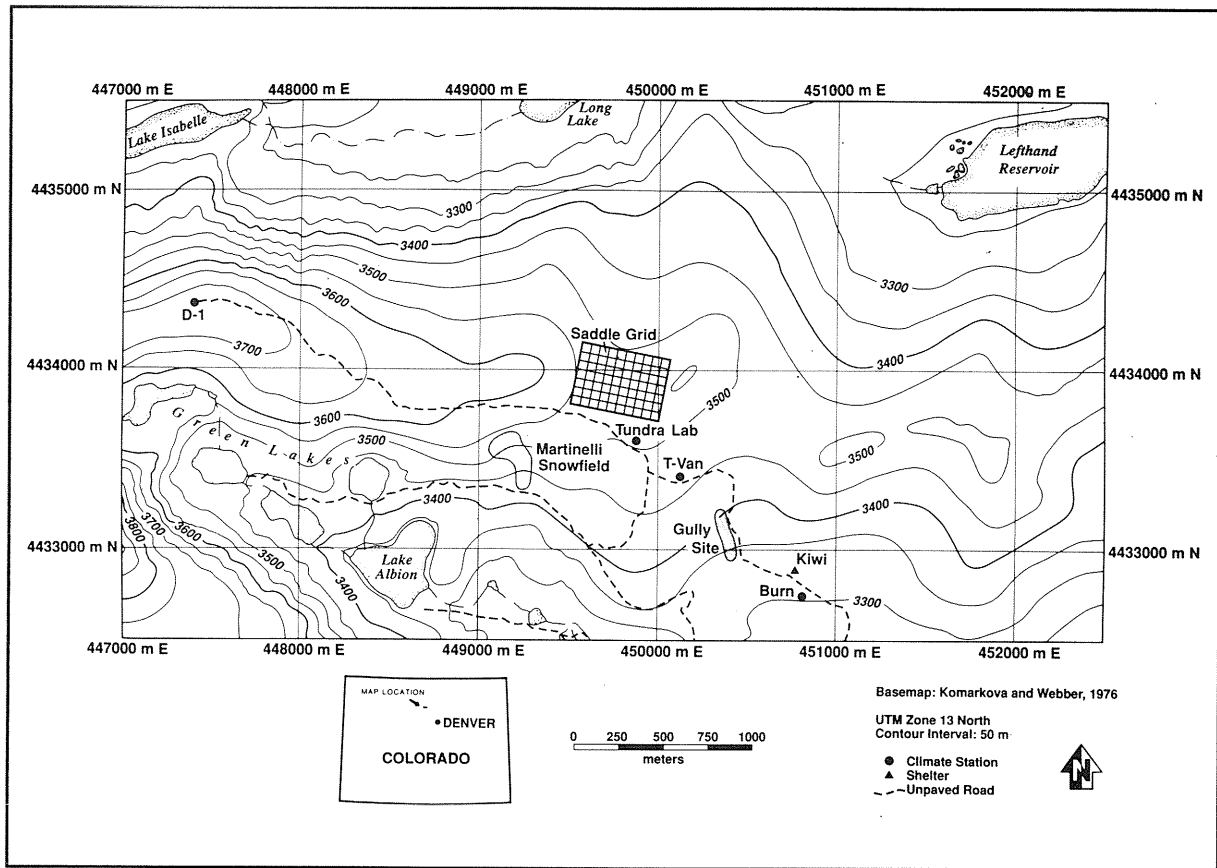 447000 m E 448000 m E 449000 m E 450000 m E 451000 m E 452000 m E
Lake Isabelle
Long
Lake
Lefthand
Reservoir
4435000 m N
4435000 m N
3300
3400
3500
3600
3300
D-1
3700
Saddle Grid
3400
4434000 m N
4434000 m N
3500
3600
Green Lakes
3500
Tundra Lab
Martinelli
Snowfield
T-Van
3500
3400
3400
3800
3700
3600
3500
3400
4433000 m N
4433000 m N
Gully
Site
Lake
Albion
Kiwi
Burn
3300
447000 m E 448000 m E 449000 m E 450000 m E 451000 m E 452000 m E
MAP LOCATION
DENVER
COLORADO
0 250 500 750 1000
meters
Basemap: Komarkova and Webber, 1976
UTM Zone 13 North
Contour Interval: 50 m
Climate Station
Shelter
Unpaved Road
N